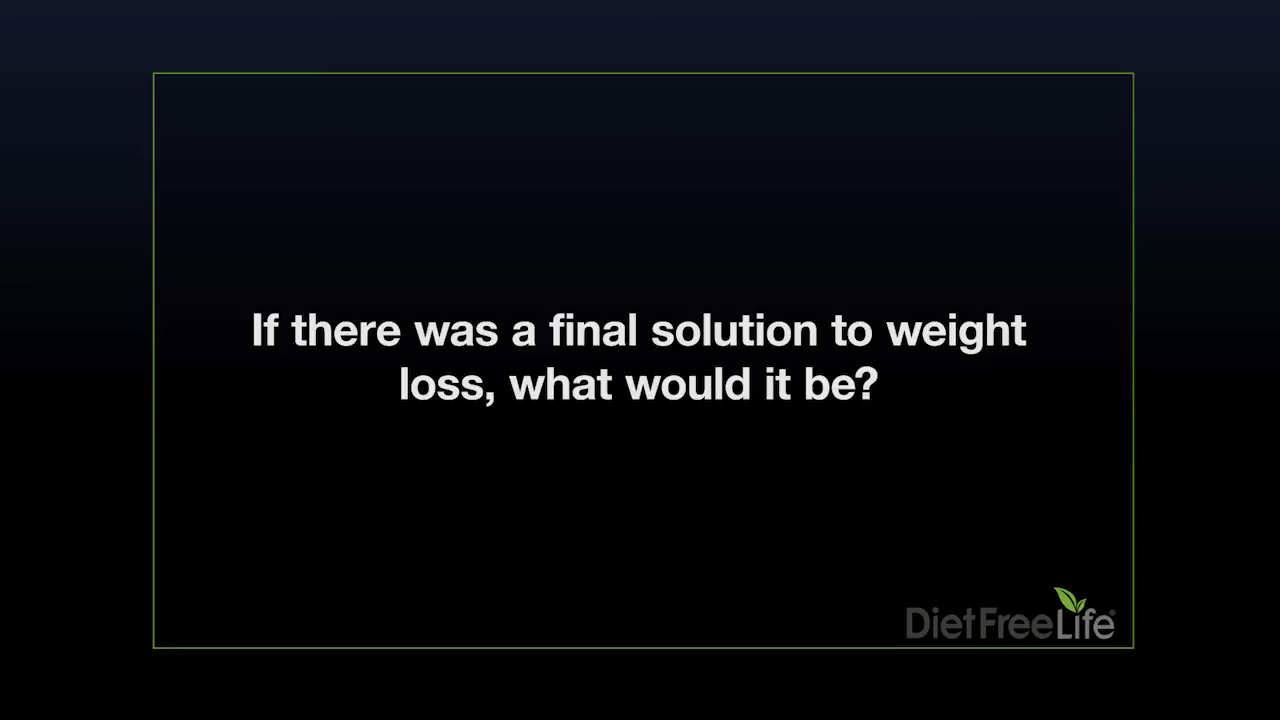 If there was a final solution to weight
loss, what would it be?
DietFreeLife®